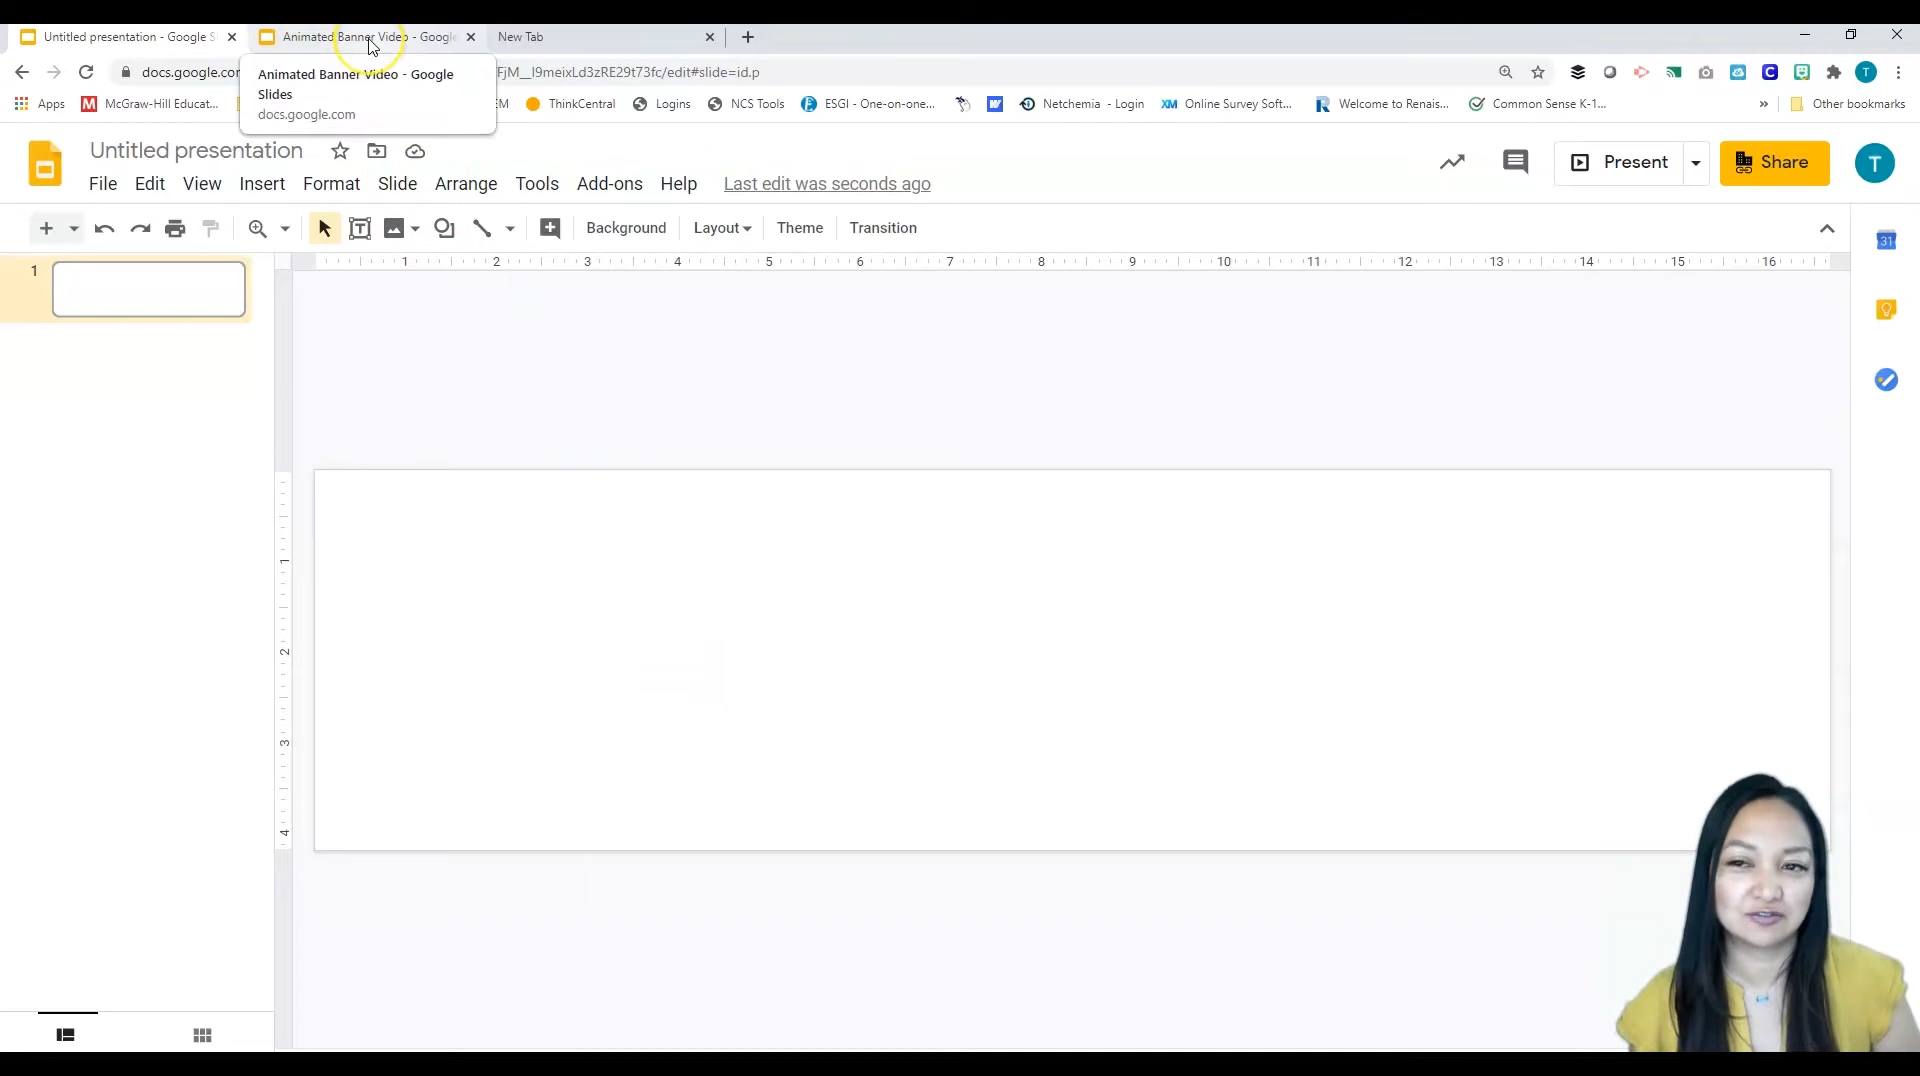 Untitled presentation - Google S
Animated Banner Video - Google
New Tab
docs.google.com
FjM__I9meixLd3zRE29t73fc/edit#slide=id.p
Animated Banner Video - Google
Slides
docs.google.com
Apps
McGraw-Hill Educat...
EM
ThinkCentral
Logins
NCS Tools
ESGI - One-on-one...
Netchemia - Login
Online Survey Soft...
Welcome to Renais...
Common Sense K-1...
»
Other bookmarks
Untitled presentation
Present
Share
T
File Edit View Insert Format Slide Arrange Tools Add-ons Help
Last edit was seconds ago
Background
Layout
Theme
Transition
1 2 3 4 5 6 7 8 9 10 11 12 13 14 15 16
31
1
1
2
3
4